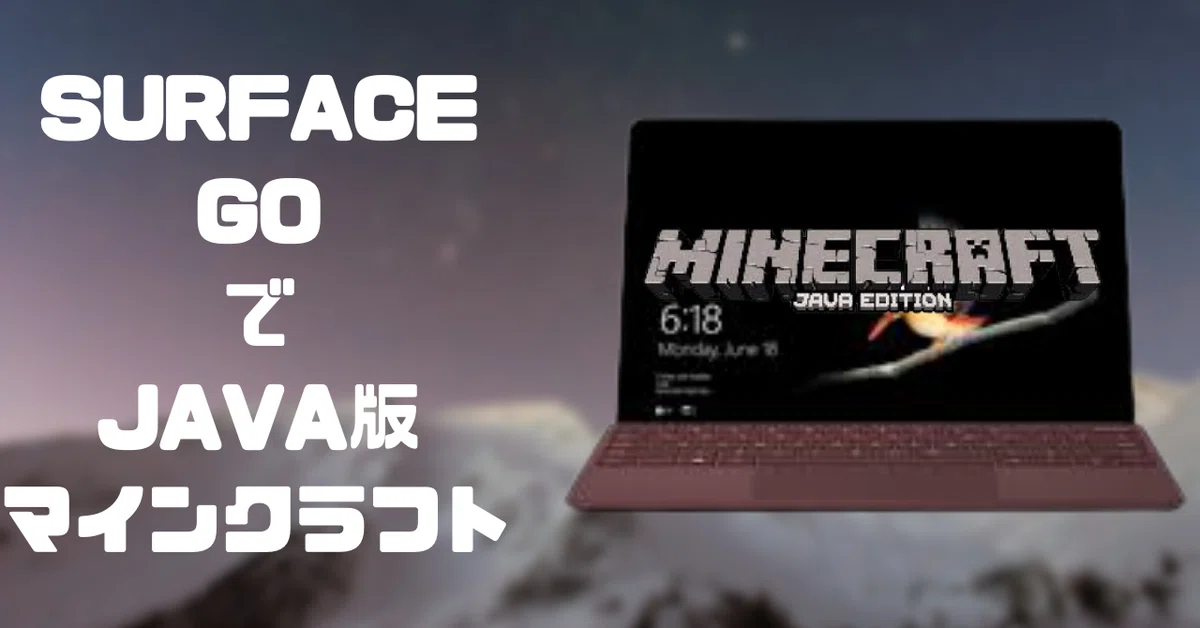 SURFACE
GO
で
JAVA版
マインクラフト
MINECRAFT
JAVA EDITION
6:18
Monday, June 18